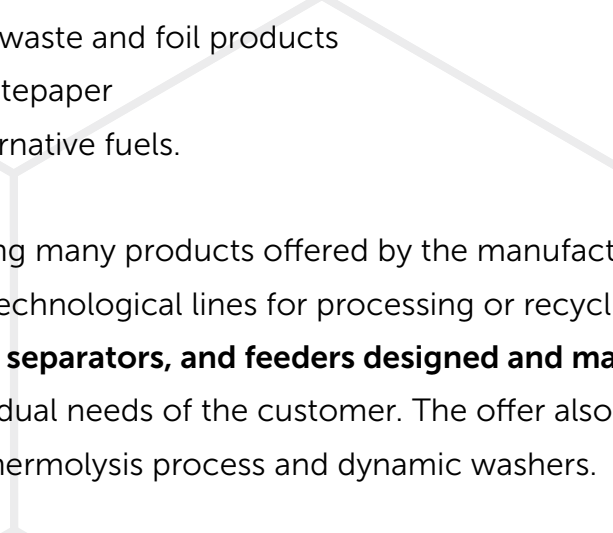 waste and foil products
tepaper
rnative fuels.
ng many products offered by the manufact
echnological lines for processing or recycl
separators, and feeders designed and ma
dual needs of the customer. The offer also
hermolysis process and dynamic washers.